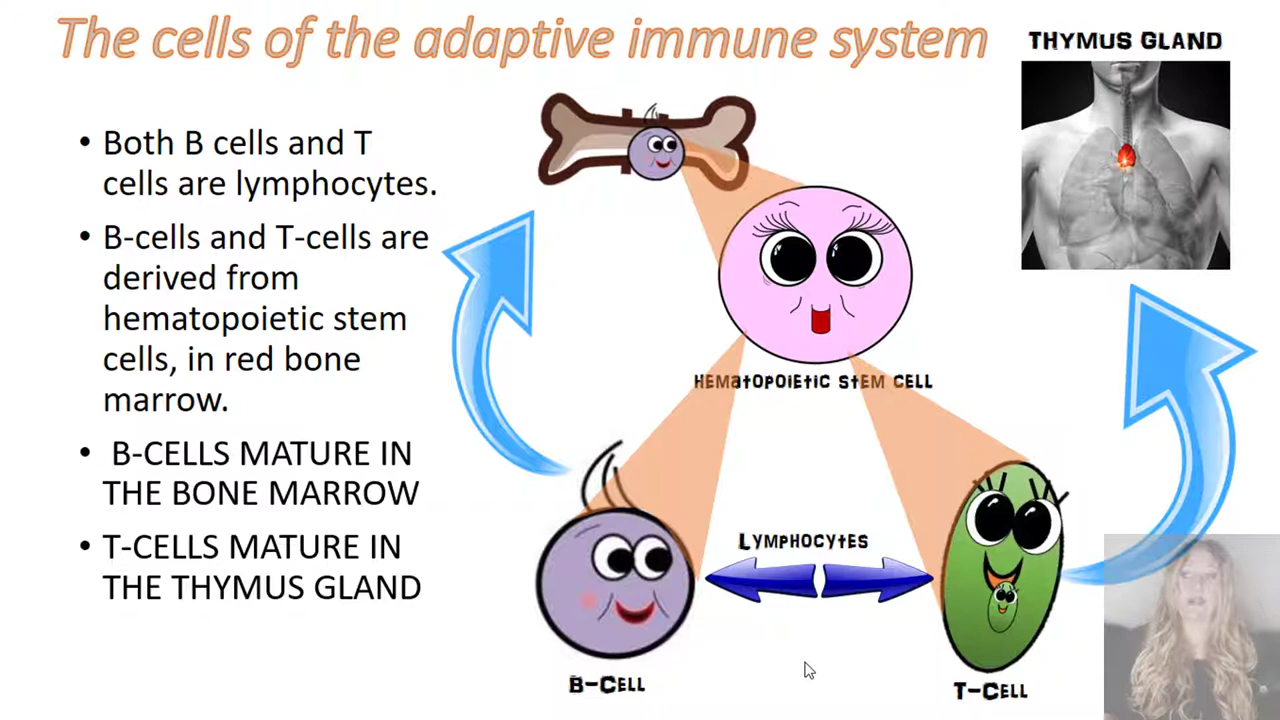 The cells of the adaptive immune system
THYMUS GLAND
• Both B cells and T
cells are lymphocytes.
• B-cells and T-cells are
derived from
hematopoietic stem
cells, in red bone
marrow.
• B-CELLS MATURE IN
THE BONE MARROW
• T-CELLS MATURE IN
THE THYMUS GLAND
HEMATOPOIETIC STEM CELL
LYMPHOCYTES
B-CELL
T-CELL